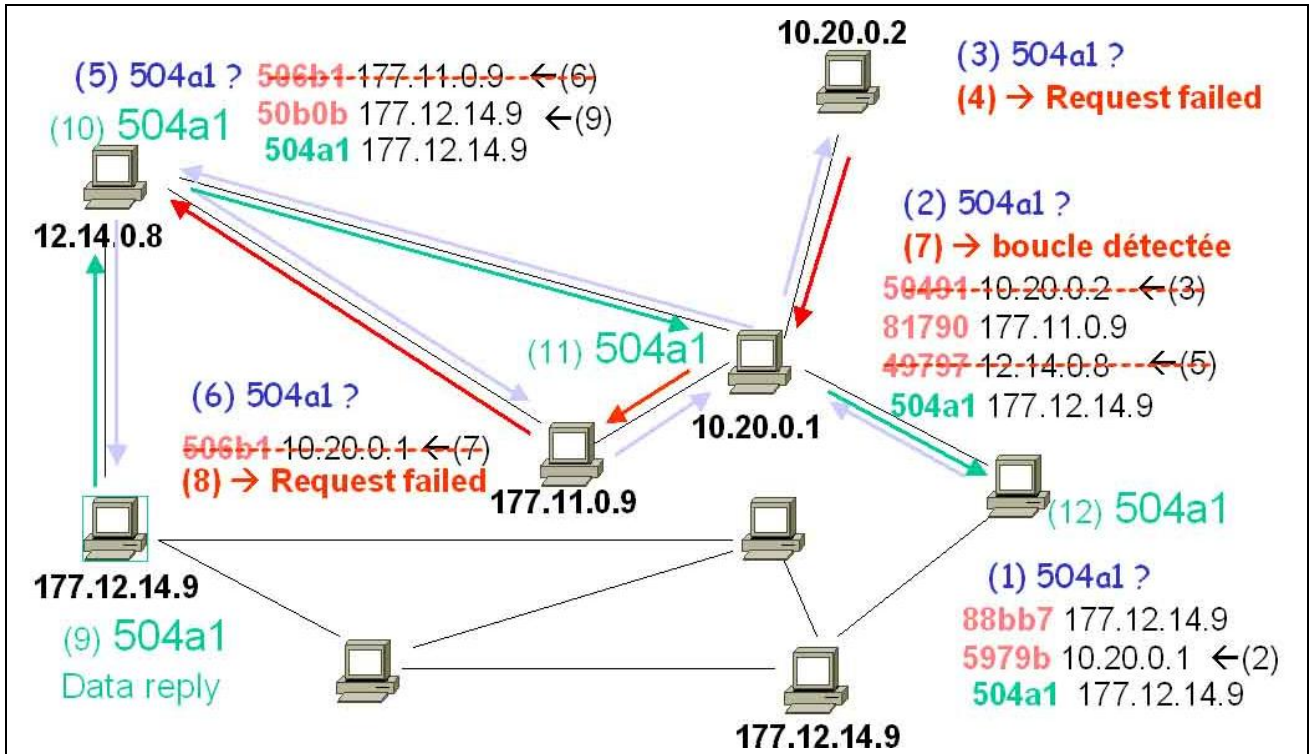 10.20.0.2
(3) 504a1 ?
(4) → Request failed
(5) 504a1 ? 506b1 177.11.0.9 ←(6)
50b0b 177.12.14.9 ←(9)
504a1 177.12.14.9
(10) 504a1
12.14.0.8
(2) 504a1 ?
(7) → boucle détectée
50491 10.20.0.2 ←(3)
81790 177.11.0.9
49797 12.14.0.8 ←(5)
504a1 177.12.14.9
(11) 504a1
10.20.0.1
(6) 504a1 ?
506b1 10.20.0.1 ←(7)
(8) → Request failed
177.11.0.9
(12) 504a1
177.12.14.9
(9) 504a1
Data reply
(1) 504a1 ?
88bb7 177.12.14.9
5979b 10.20.0.1 ←(2)
504a1 177.12.14.9
177.12.14.9